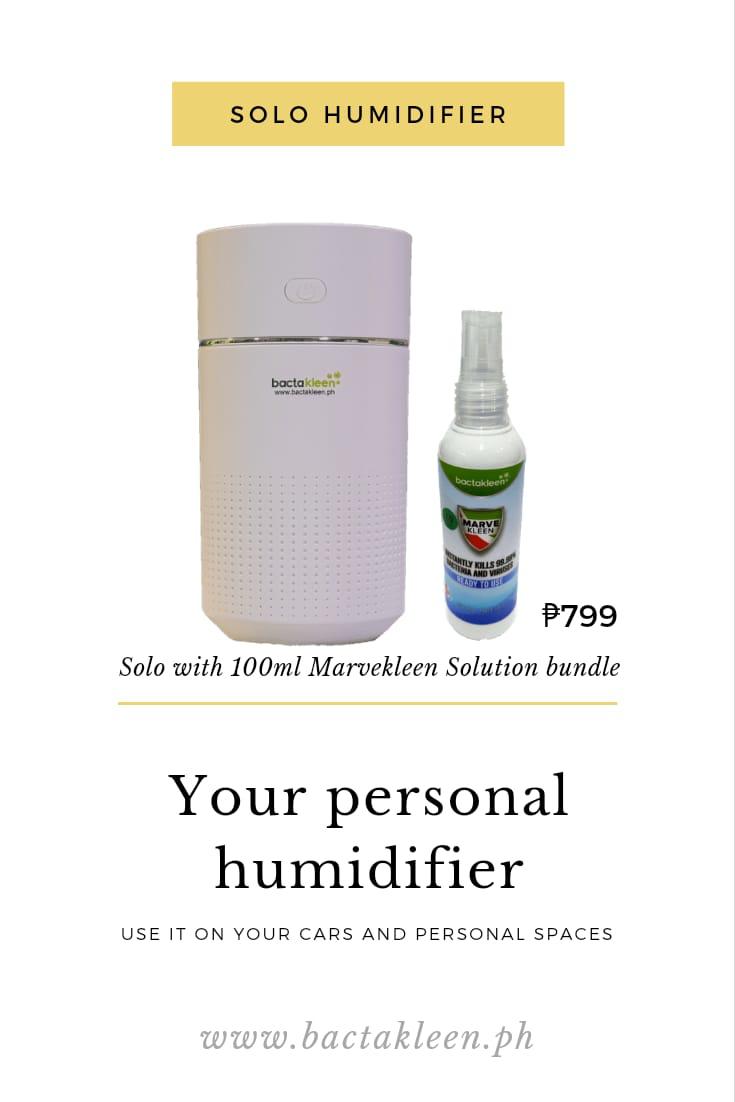 SOLO HUMIDIFIER
bactakleen
www.bactakleen.ph
bactakleen
MARVE
KLEEN
INSTANTLY KILLS 99.99%
BACTERIA AND VIRUSES
READY TO USE
₱799
Solo with 100ml Marvekleen Solution bundle
Your personal
humidifier
USE IT ON YOUR CARS AND PERSONAL SPACES
www.bactakleen.ph